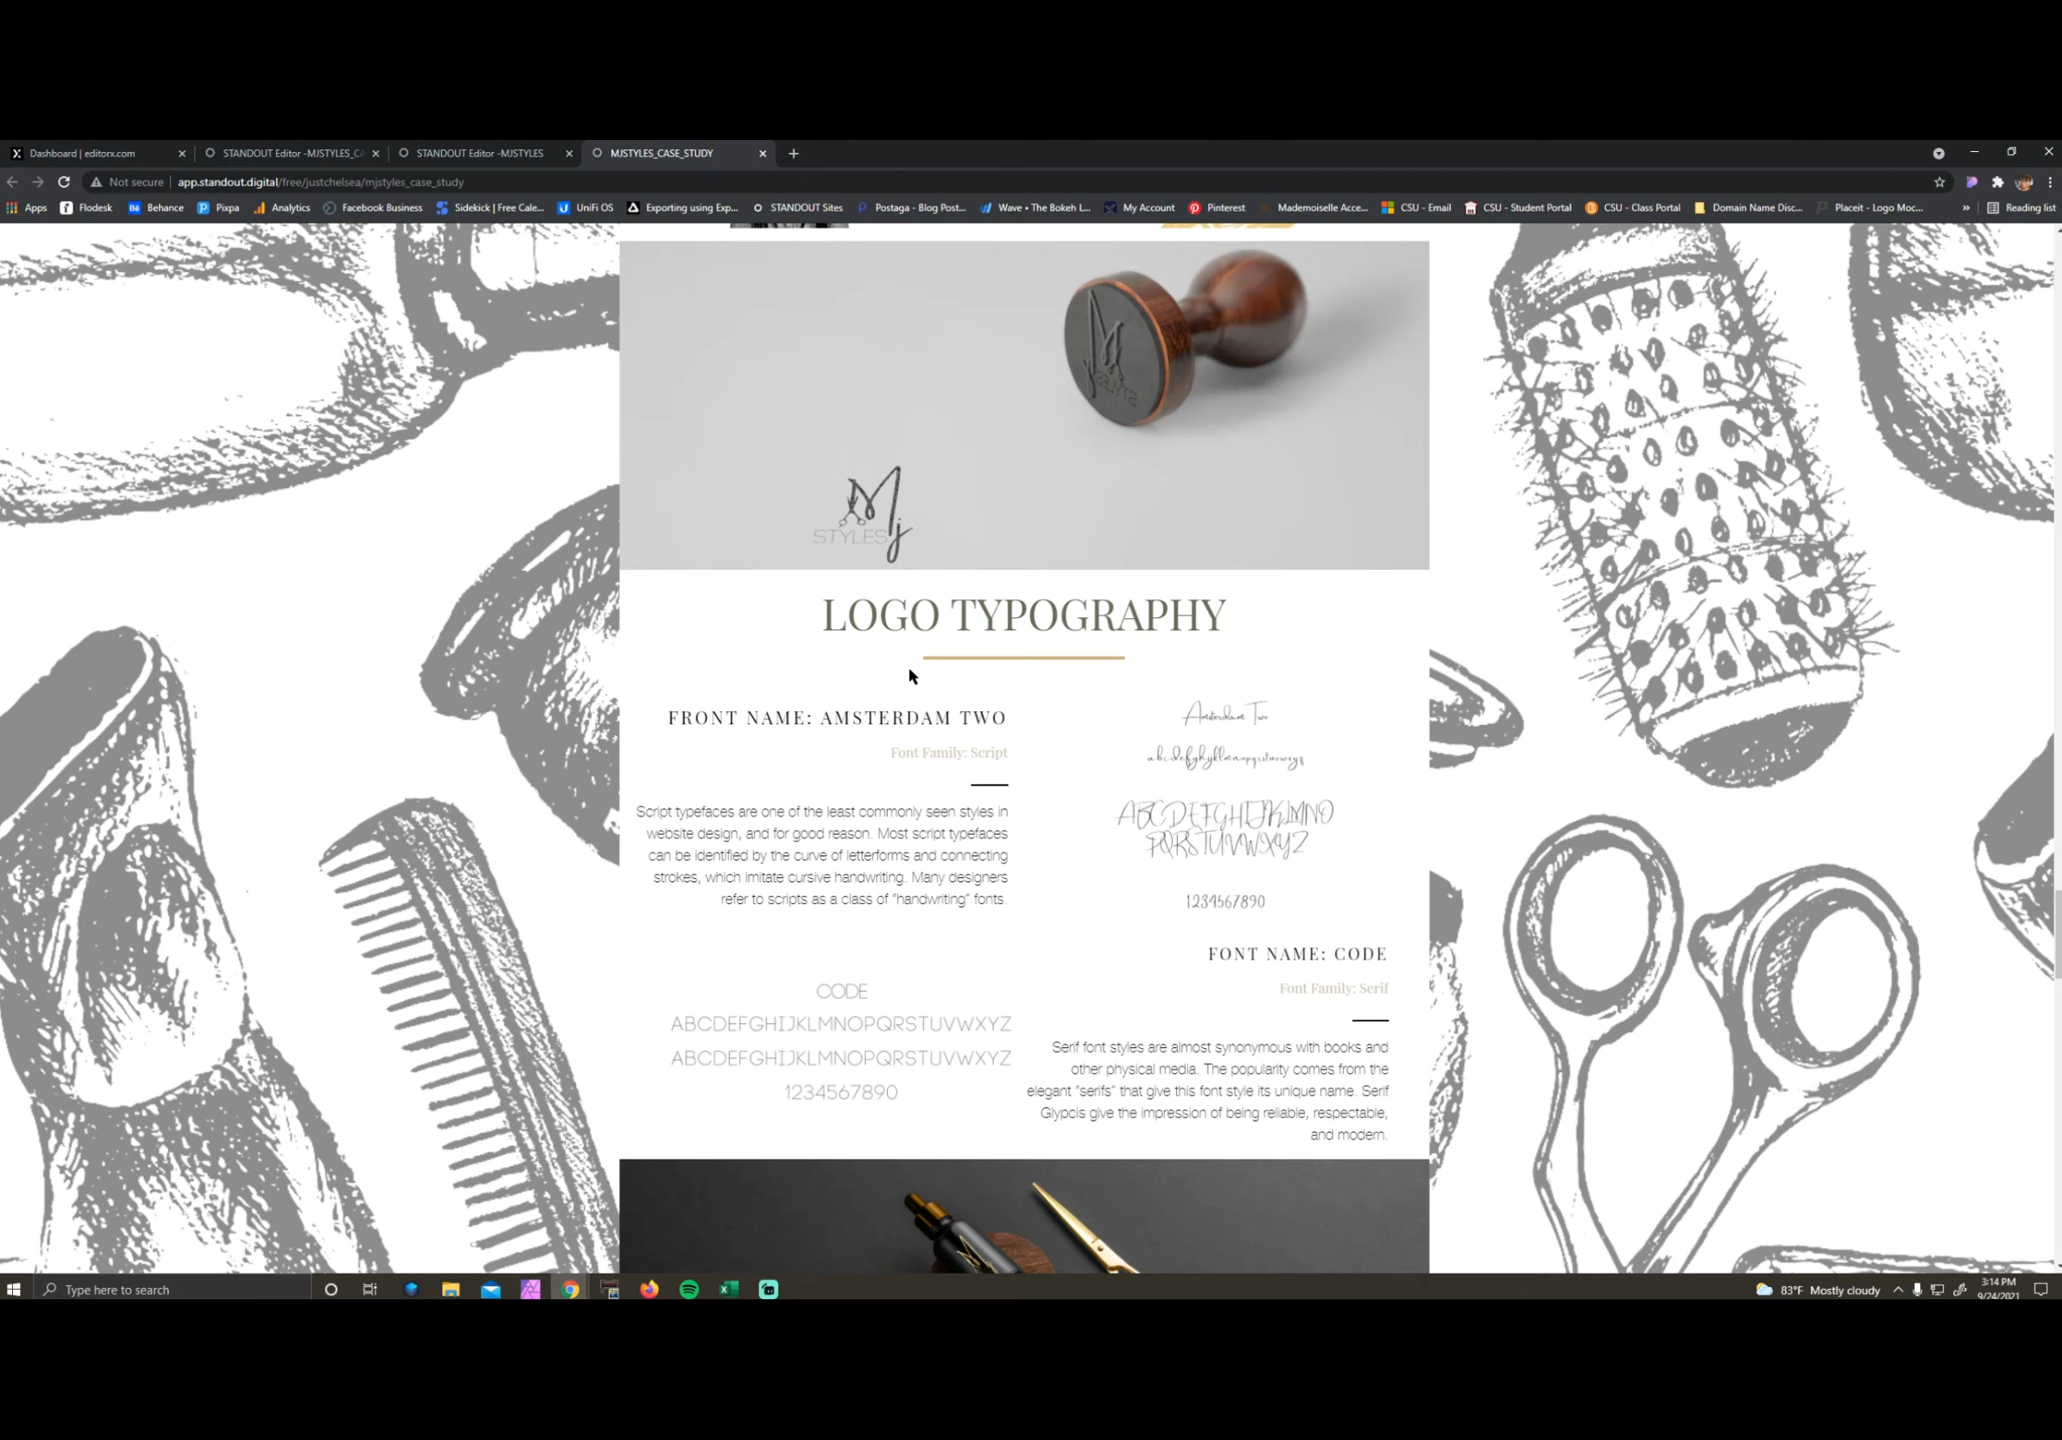 Dashboard | editorx.com
STANDOUT Editor -MJSTYLES_CA
STANDOUT Editor -MJSTYLES
MJSTYLES_CASE_STUDY
Not secure | app.standout.digital/free/justchelsea/mjstyles_case_study
Apps
Flodesk
Behance
Pixpa
Analytics
Facebook Business
Sidekick | Free Cale...
UniFi OS
Exporting using Exp...
STANDOUT Sites
Postaga - Blog Post...
Wave • The Bokeh L...
My Account
Pinterest
Mademoiselle Acce...
CSU - Email
CSU - Student Portal
CSU - Class Portal
Domain Name Disc...
Placeit - Logo Moc...
»
Reading list
Mj
STYLES
Mj
STYLES
LOGO TYPOGRAPHY
FRONT NAME: AMSTERDAM TWO
Font Family: Script
Script typefaces are one of the least commonly seen styles in
website design, and for good reason. Most script typefaces
can be identified by the curve of letterforms and connecting
strokes, which imitate cursive handwriting. Many designers
refer to scripts as a class of "handwriting" fonts.
Amsterdam Two
abcdefghijklmnopqrstuvwxyz
ABCDEFGHIJKLMNO
PQRSTUVWXYZ
1234567890
CODE
ABCDEFGHIJKLMNOPQRSTUVWXYZ
ABCDEFGHIJKLMNOPQRSTUVWXYZ
1234567890
FONT NAME: CODE
Font Family: Serif
Serif font styles are almost synonymous with books and
other physical media. The popularity comes from the
elegant "serifs" that give this font style its unique name. Serif
Glypcis give the impression of being reliable, respectable,
and modern.
Type here to search
83°F Mostly cloudy
3:14 PM
9/24/2021